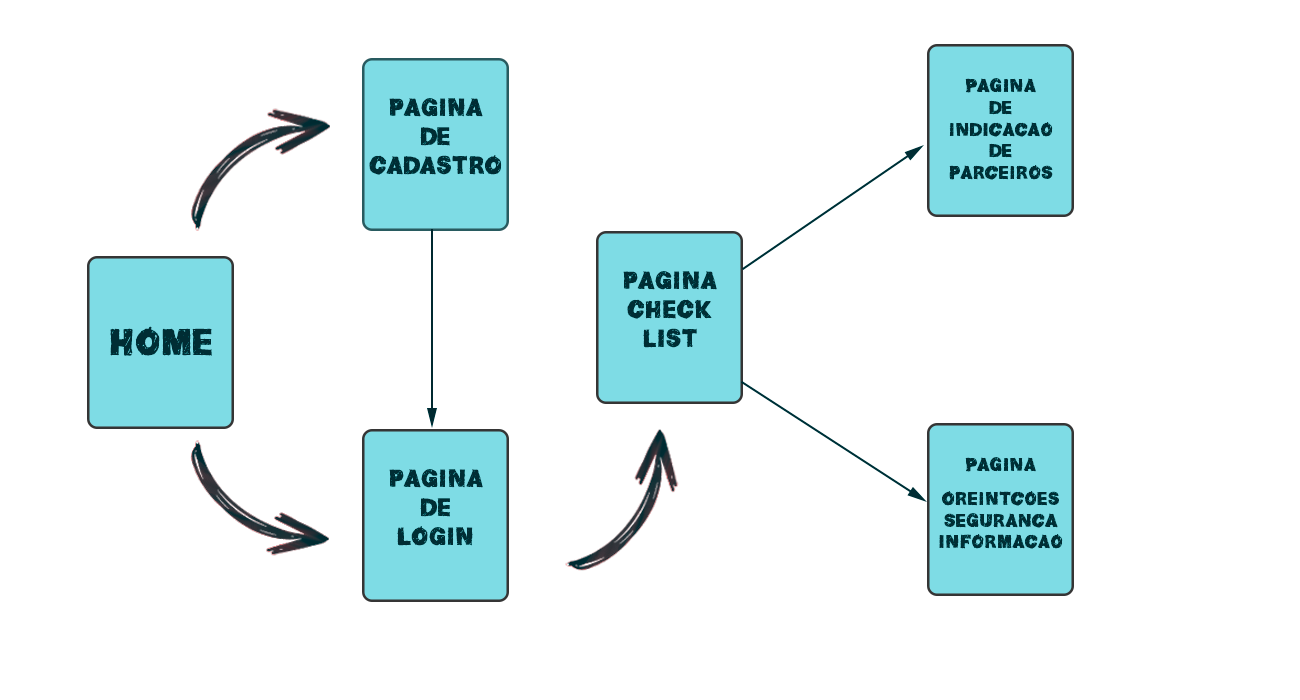 HOME
PAGINA
DE
CADASTRO
PAGINA
DE
LOGIN
PAGINA
CHECK
LIST
PAGINA
DE
INDICACAO
DE
PARCEIROS
PAGINA
OREINTCOES
SEGURANCA
INFORMACAO